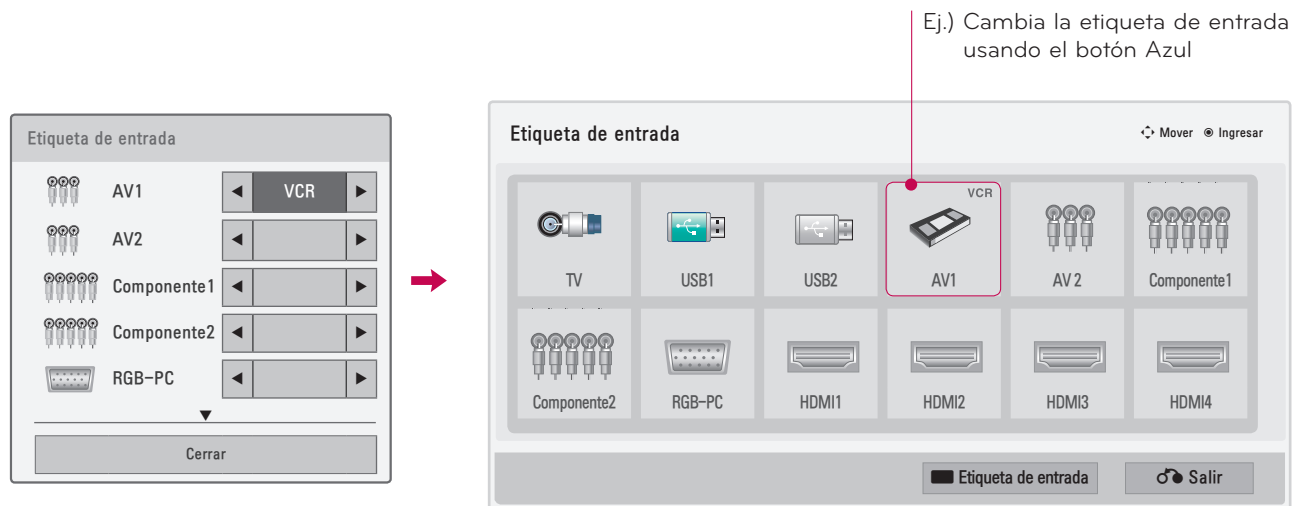 Ej.) Cambia la etiqueta de entrada
usando el botón Azul
Etiqueta de entrada
AV1
VCR
AV2
Componente1
Componente2
RGB-PC
Cerrar
Etiqueta de entrada
Mover
Ingresar
TV
USB1
USB2
VCR
AV1
AV 2
Componente1
Componente2
RGB-PC
HDMI1
HDMI2
HDMI3
HDMI4
Etiqueta de entrada
Salir